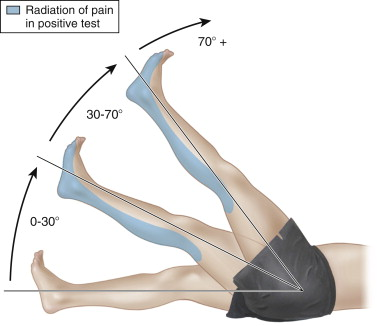 Radiation of pain
in positive test
70° +
30-70°
0-30°